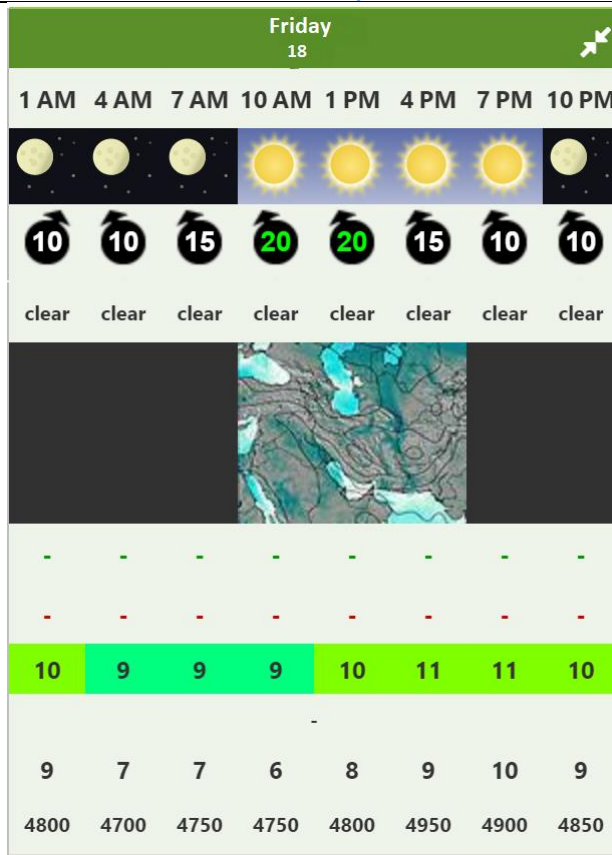 Friday
18
1 AM 4 AM 7 AM 10 AM 1 PM 4 PM 7 PM 10 PM
10 10 15 20 20 15 10 10
clear clear clear clear clear clear clear clear
- - - - - - - -
- - - - - - - -
10 9 9 9 10 11 11 10
-
9 7 7 6 8 9 10 9
4800 4700 4750 4750 4800 4950 4900 4850